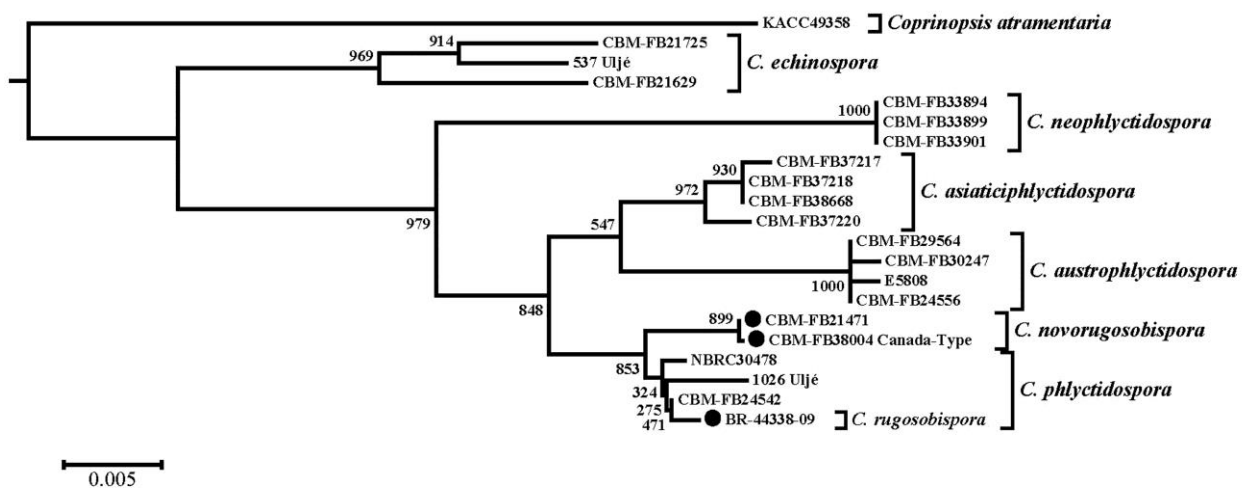 KACC49358 Coprinopsis atramentaria
914 CBM-FB21725
969 537 Uljé C. echinospora
CBM-FB21629
CBM-FB33894
1000 CBM-FB33899 C. neophlyctidospora
CBM-FB33901
CBM-FB37217
930 CBM-FB37218
972 CBM-FB38668 C. asiaticiphlyctidospora
CBM-FB37220
979
547
CBM-FB29564
CBM-FB30247
E5808 C. austrophlyctidospora
1000 CBM-FB24556
848
899 CBM-FB21471
CBM-FB38004 Canada-Type C. novorugosobispora
853
NBRC30478
1026 Uljé C. phlyctidospora
324
CBM-FB24542
275
471 BR-44338-09 C. rugosobispora
0.005